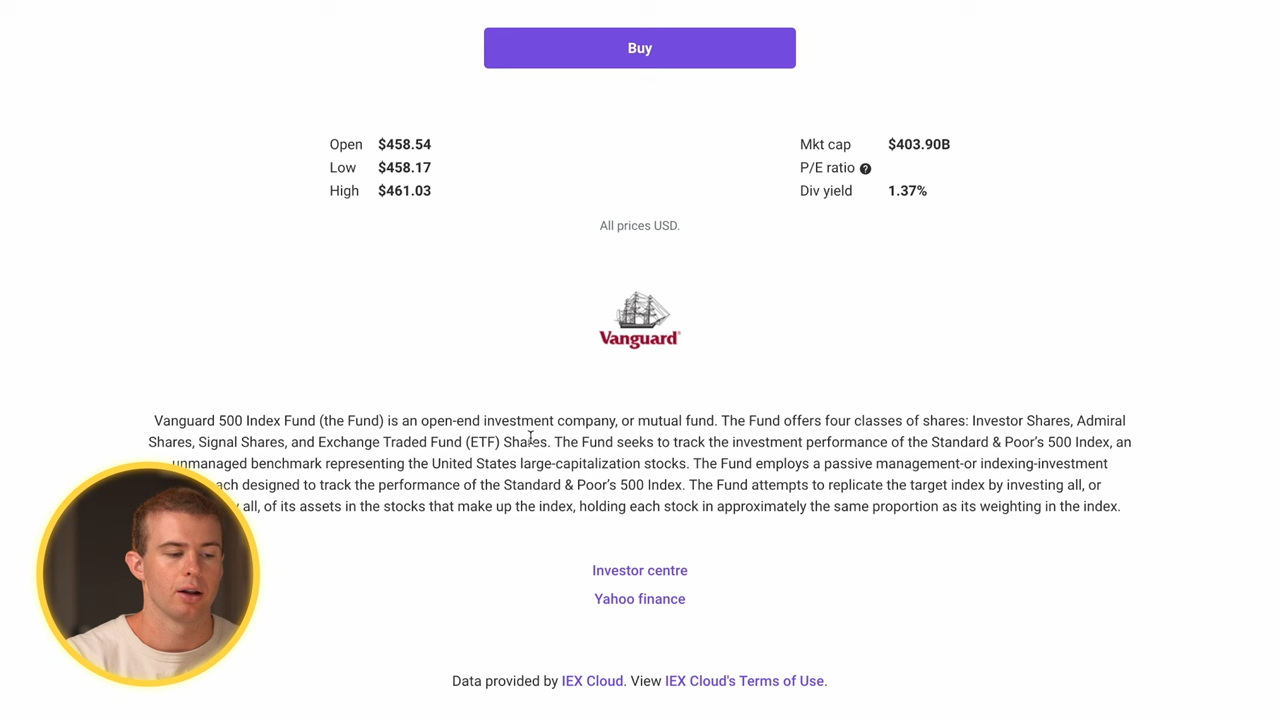 Buy
Open $458.54
Mkt cap $403.90B
Low $458.17
P/E ratio ?
High $461.03
Div yield 1.37%
All prices USD.
Vanguard®
Vanguard 500 Index Fund (the Fund) is an open-end investment company, or mutual fund. The Fund offers four classes of shares: Investor Shares, Admiral
Shares, Signal Shares, and Exchange Traded Fund (ETF) Shares. The Fund seeks to track the investment performance of the Standard & Poor’s 500 Index, an
unmanaged benchmark representing the United States large-capitalization stocks. The Fund employs a passive management-or indexing-investment
designed to track the performance of the Standard & Poor’s 500 Index. The Fund attempts to replicate the target index by investing all, or
all, of its assets in the stocks that make up the index, holding each stock in approximately the same proportion as its weighting in the index.
Investor centre
Yahoo finance
Data provided by IEX Cloud. View IEX Cloud's Terms of Use.